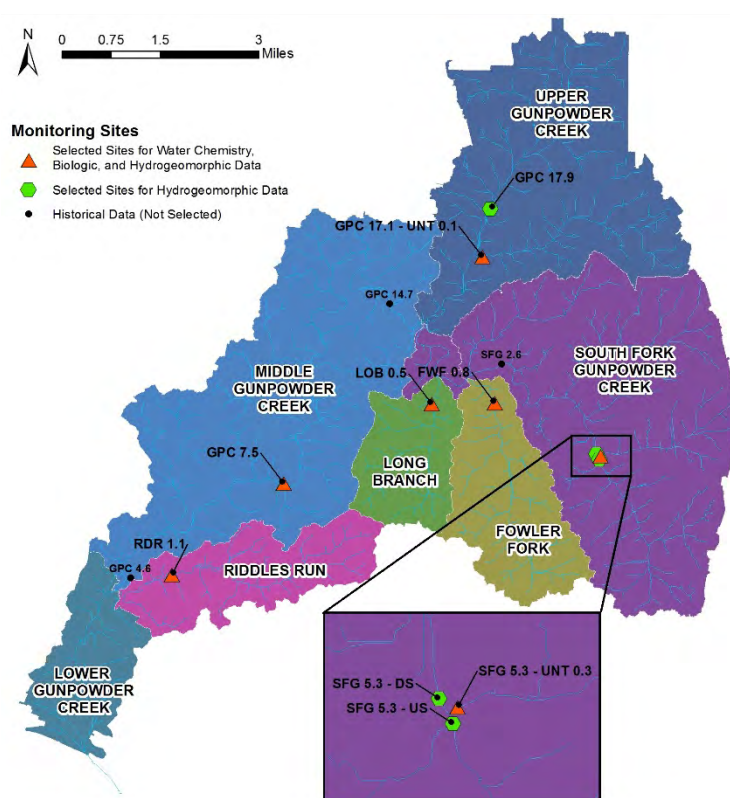 N
0 0.75 1.5 3
Miles
Monitoring Sites
Selected Sites for Water Chemistry,
Biologic, and Hydrogeomorphic Data
Selected Sites for Hydrogeomorphic Data
Historical Data (Not Selected)
UPPER
GUNPOWDER
CREEK
GPC 17.9
GPC 17.1 - UNT 0.1
GPC 14.7
SFG 2.6
SOUTH FORK
GUNPOWDER
CREEK
MIDDLE
GUNPOWDER
CREEK
LOB 0.5
FWF 0.8
GPC 7.5
LONG
BRANCH
FOWLER
FORK
RDR 1.1
GPC 4.6
RIDDLES RUN
LOWER
GUNPOWDER
CREEK
SFG 5.3 - UNT 0.3
SFG 5.3 - DS
SFG 5.3 - US